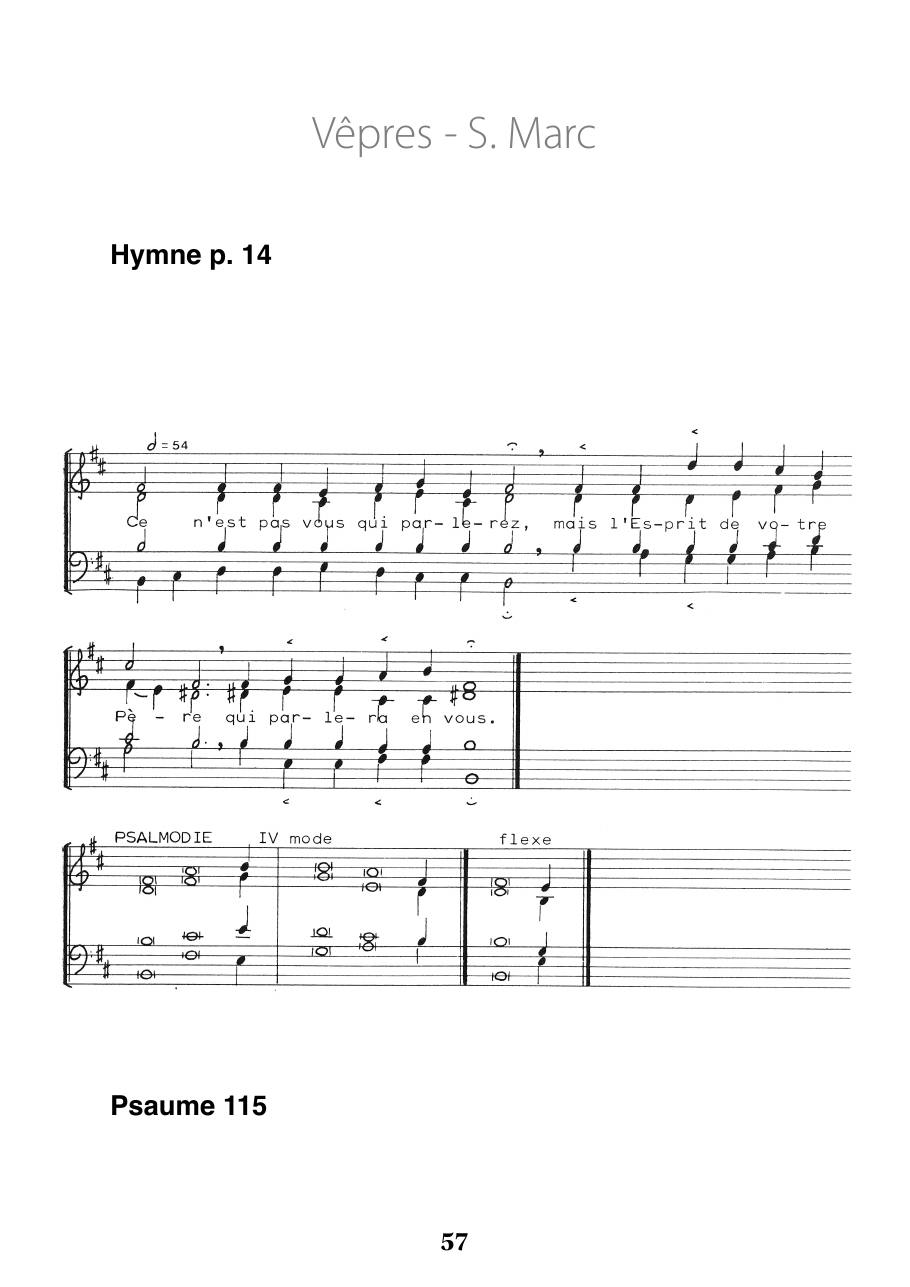 Vêpres - S. Marc
Hymne p. 14
= 54
Ce n'est pas vous qui par-le-rez, mais l'Es-prit de vo-tre
Pè - re qui par- le- ra en vous.
PSALMODIE IV mode flexe
Psaume 115
57